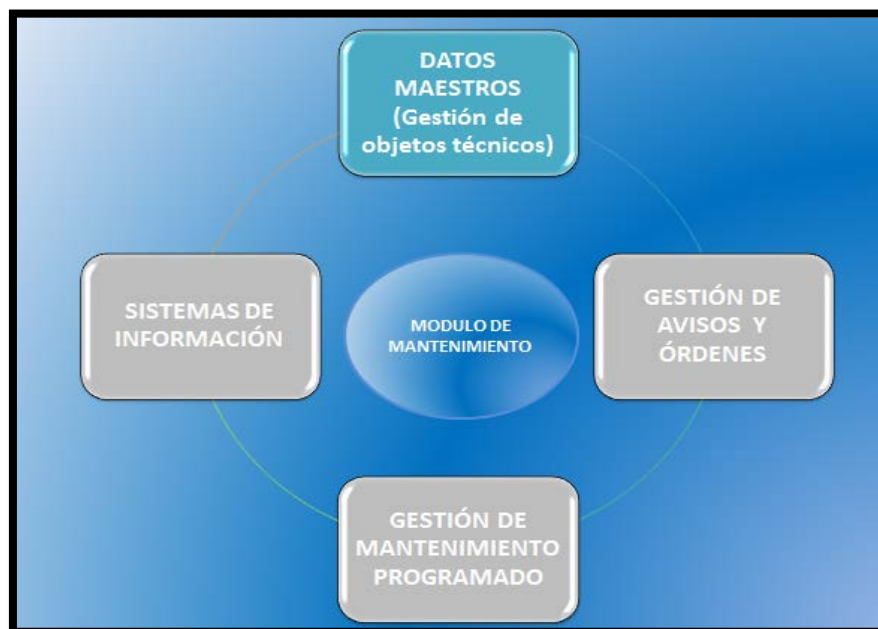 DATOS
MAESTROS
(Gestión de
objetos técnicos)
SISTEMAS DE
INFORMACIÓN
MODULO DE
MANTENIMIENTO
GESTIÓN DE
AVISOS Y
ÓRDENES
GESTIÓN DE
MANTENIMIENTO
PROGRAMADO